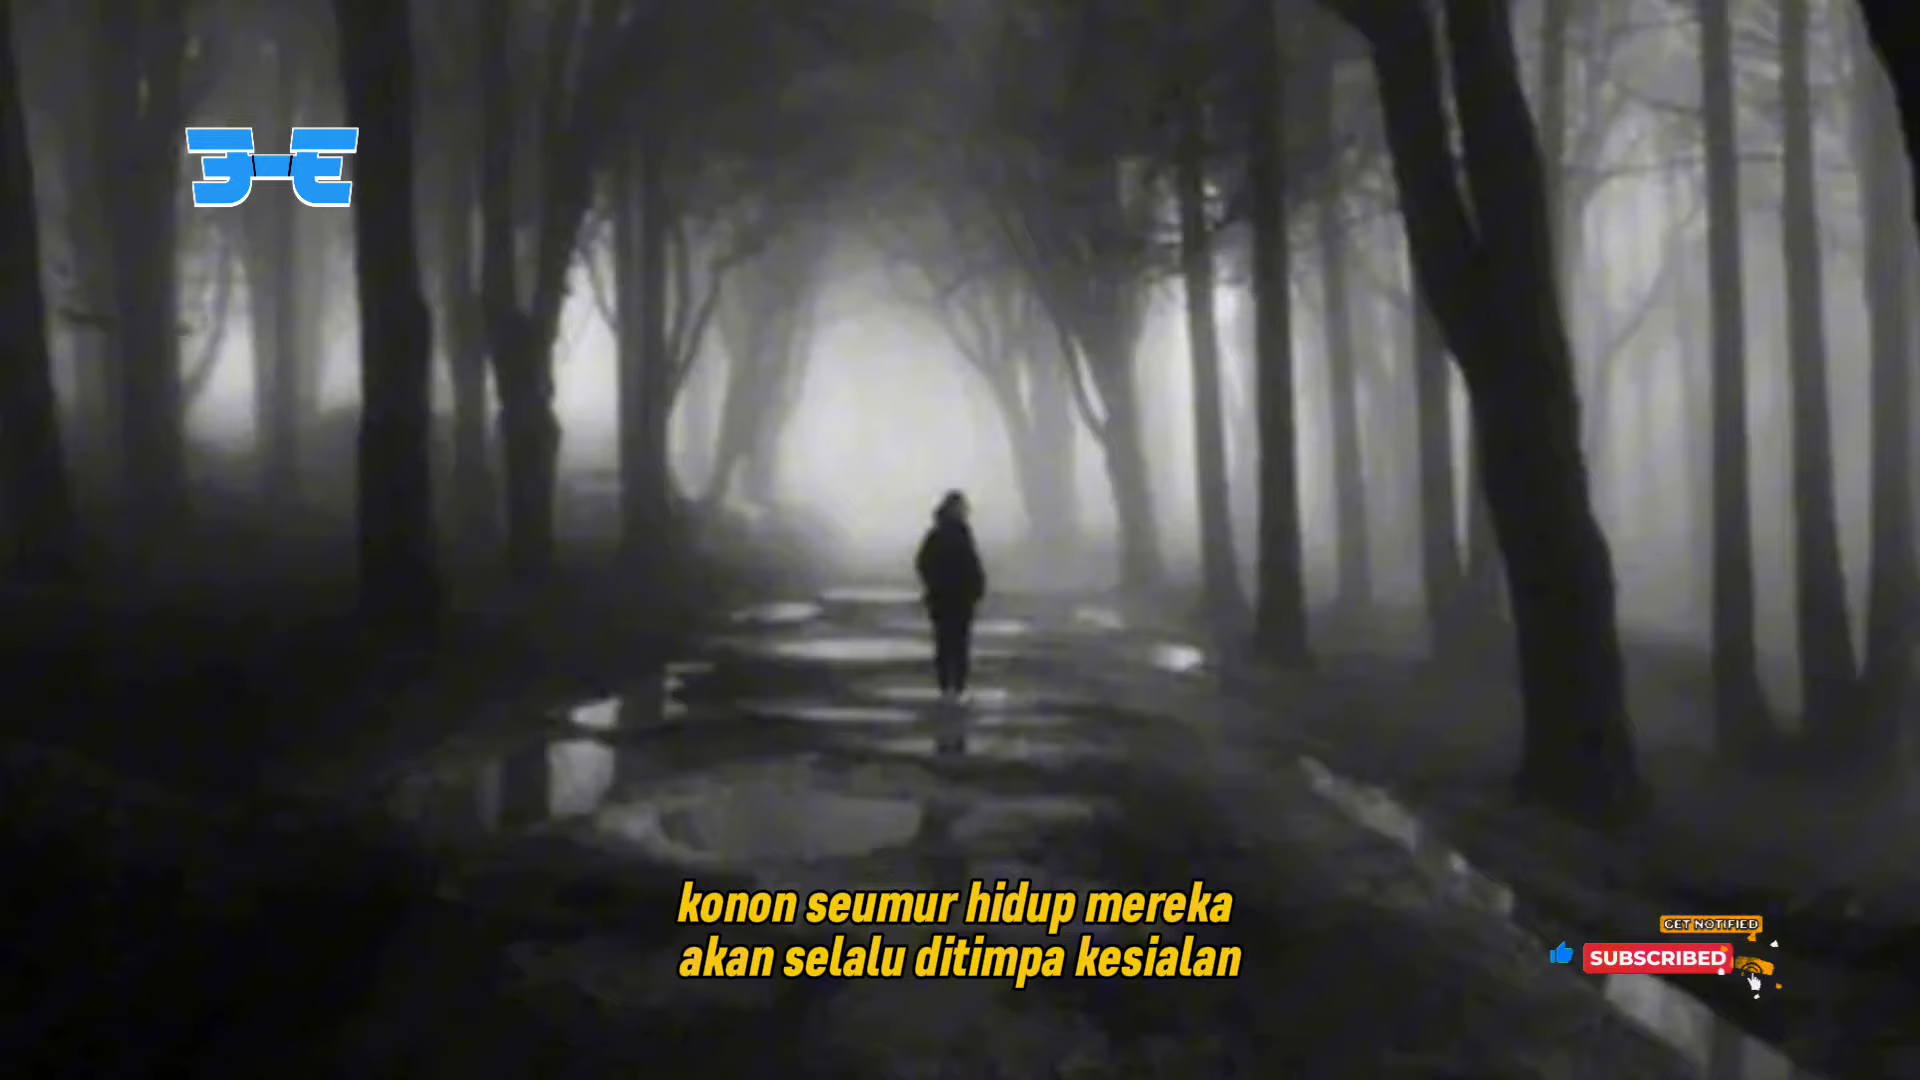 konon seumur hidup mereka
akan selalu ditimpa kesialan
GET NOTIFIED
SUBSCRIBED